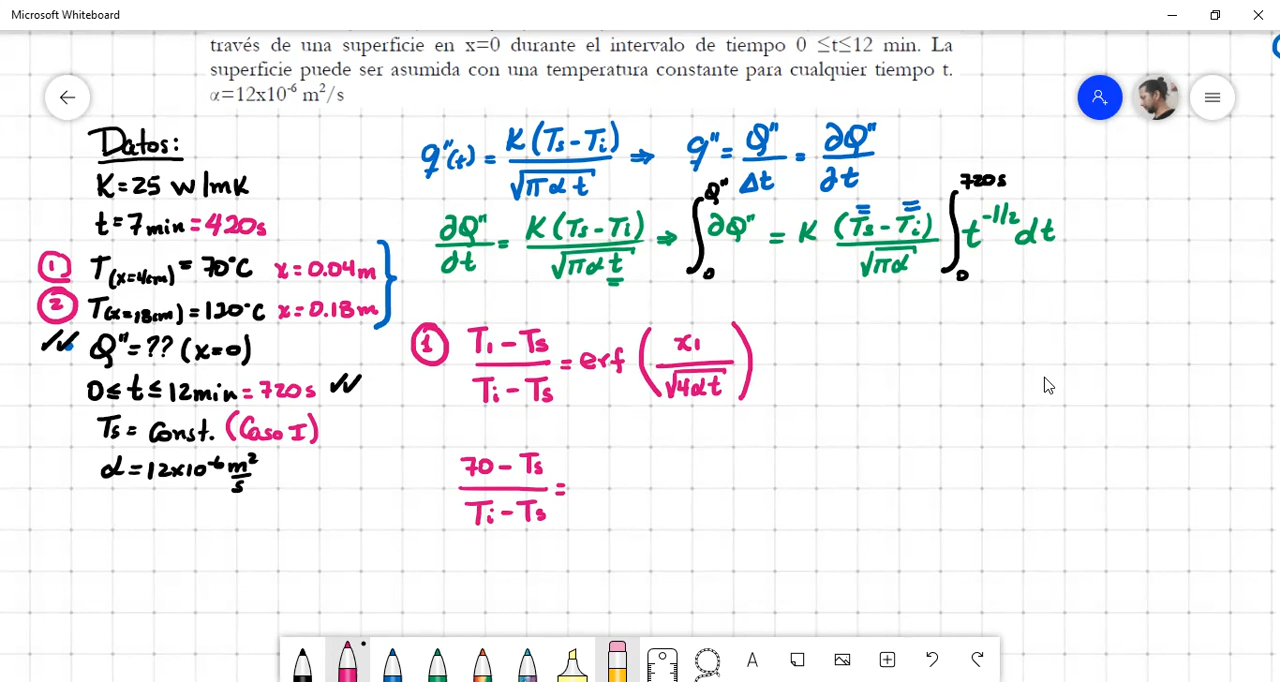 Microsoft Whiteboard
través de una superficie en x=0 durante el intervalo de tiempo 0 ≤t≤12 min. La
superficie puede ser asumida con una temperatura constante para cualquier tiempo t.
α=12x10⁻⁶ m²/s
Datos:
K=25 W/mK
t=7min=420s
① T(x=4cm)=70°C x=0.04m
② T(x=18cm)=120°C x=0.18m
Q''=?? (x=0)
0≤t≤12min=720s
Ts=Const. (Caso I)
α=12x10⁻⁶ m²/s
q''(t)=K(Ts-Ti)/√(παt) ⇒ q''=Q''/Δt=∂Q''/∂t
∂Q''/∂t=K(Ts-Ti)/√(παt) ⇒ ∫₀^Q'' ∂Q''=K(Ts-Ti)/√(πα) ∫₀^720s t^(-1/2) dt
① T1-Ts/Ti-Ts=erf(x1/√(4αt))
70-Ts/Ti-Ts=
A